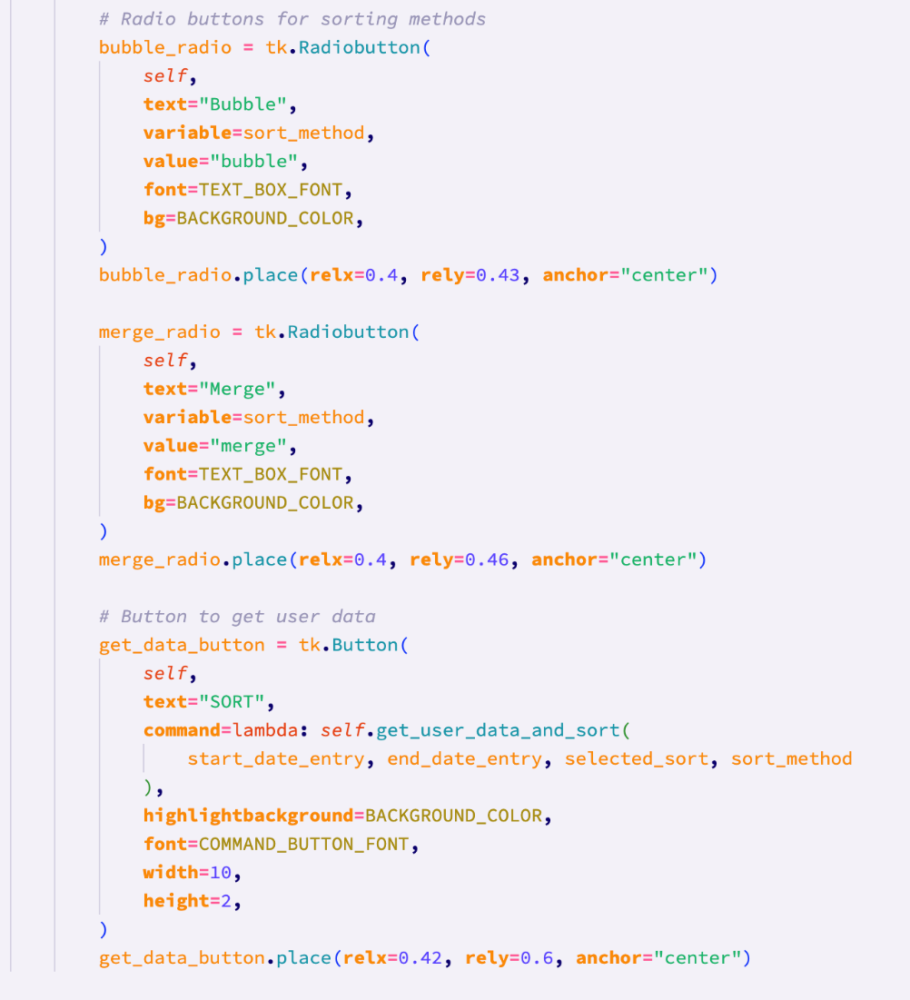 # Radio buttons for sorting methods
bubble_radio = tk.Radiobutton(
    self,
    text="Bubble",
    variable=sort_method,
    value="bubble",
    font=TEXT_BOX_FONT,
    bg=BACKGROUND_COLOR,
)
bubble_radio.place(relx=0.4, rely=0.43, anchor="center")

merge_radio = tk.Radiobutton(
    self,
    text="Merge",
    variable=sort_method,
    value="merge",
    font=TEXT_BOX_FONT,
    bg=BACKGROUND_COLOR,
)
merge_radio.place(relx=0.4, rely=0.46, anchor="center")

# Button to get user data
get_data_button = tk.Button(
    self,
    text="SORT",
    command=lambda: self.get_user_data_and_sort(
        start_date_entry, end_date_entry, selected_sort, sort_method
    ),
    highlightbackground=BACKGROUND_COLOR,
    font=COMMAND_BUTTON_FONT,
    width=10,
    height=2,
)
get_data_button.place(relx=0.42, rely=0.6, anchor="center")